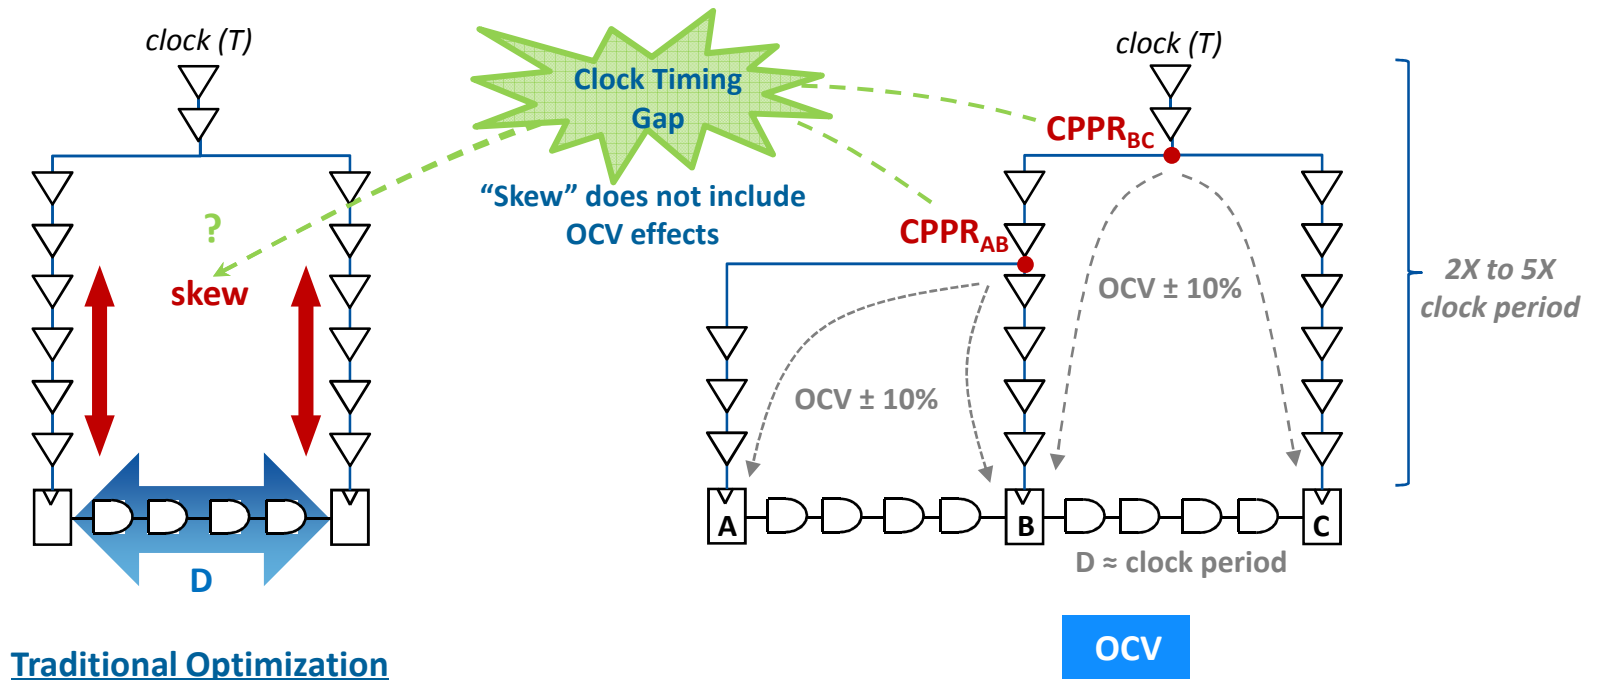 clock (T)
?
skew
D
Traditional Optimization
Clock Timing
Gap
“Skew” does not include
OCV effects
clock (T)
CPPRBC
CPPRAB
OCV ± 10%
OCV ± 10%
2X to 5X
clock period
A
B
C
D ≈ clock period
OCV